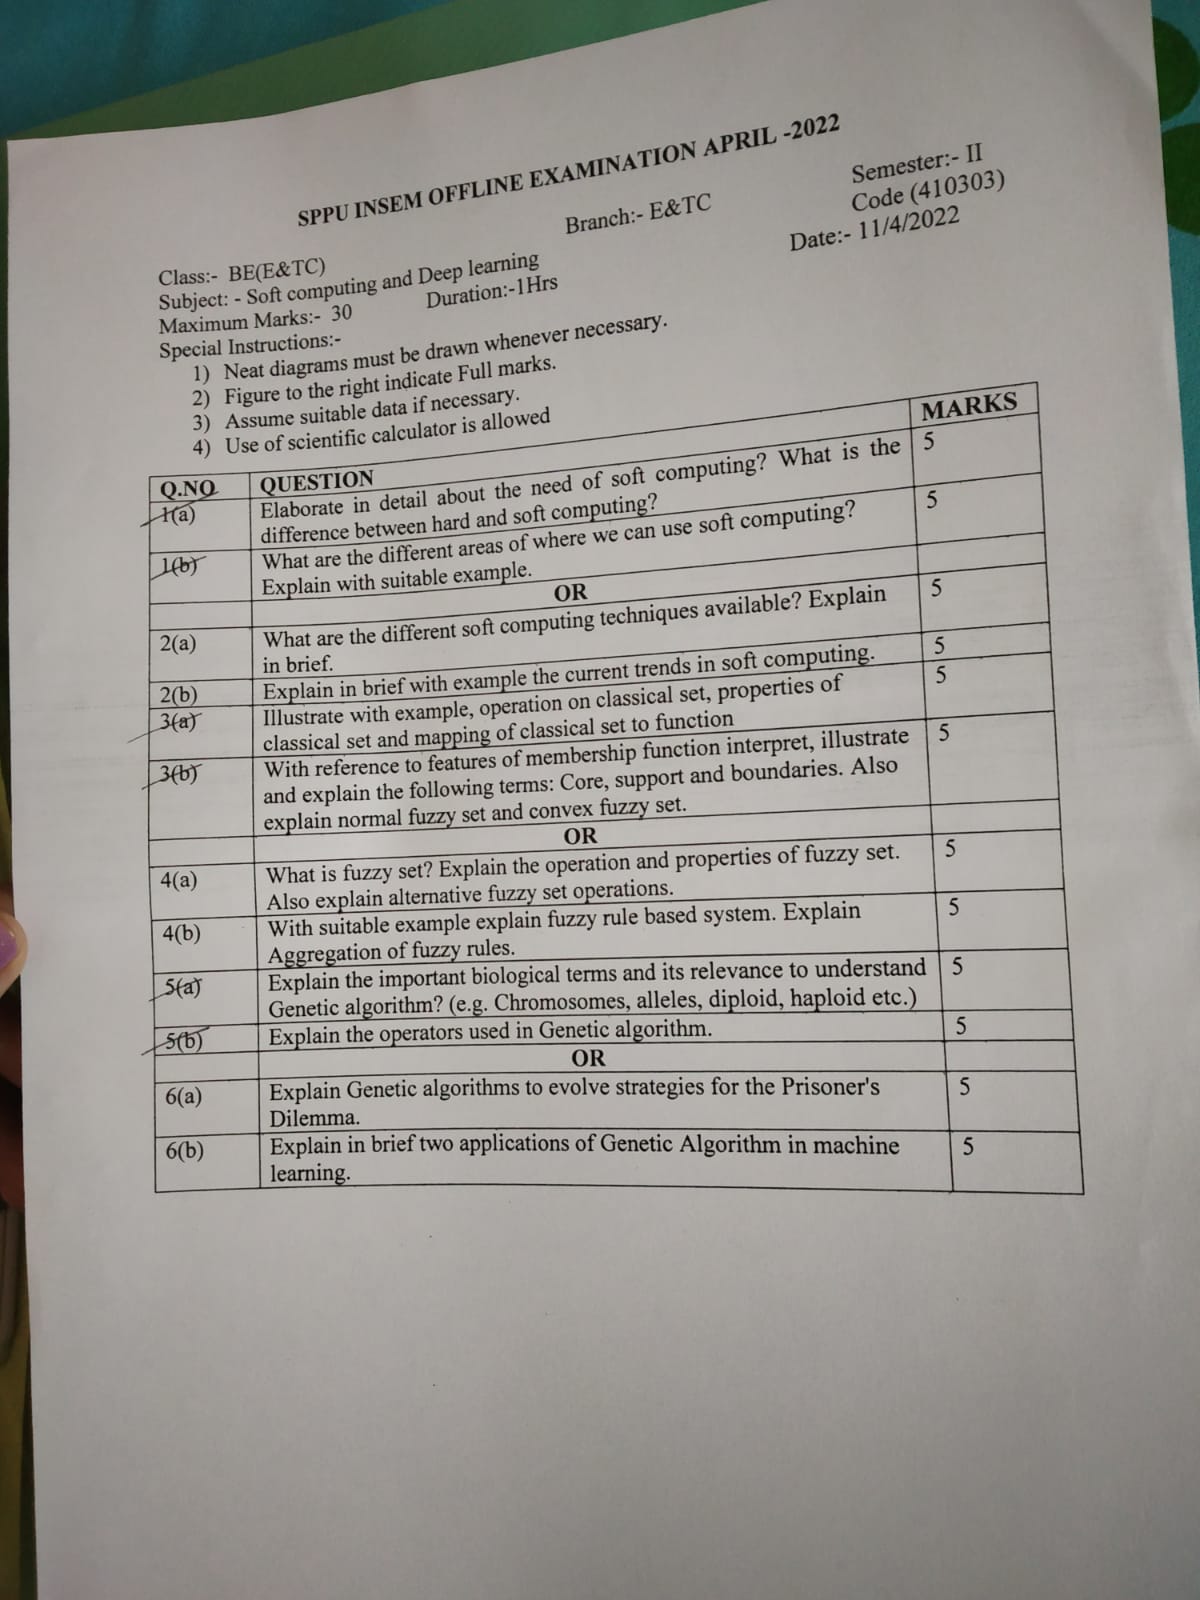 SPPU INSEM OFFLINE EXAMINATION APRIL -2022
Class:- BE(E&TC) Branch:- E&TC Semester:- II
Subject: - Soft computing and Deep learning Code (410303)
Maximum Marks:- 30 Duration:-1Hrs Date:- 11/4/2022
Special Instructions:-
1) Neat diagrams must be drawn whenever necessary.
2) Figure to the right indicate Full marks.
3) Assume suitable data if necessary.
4) Use of scientific calculator is allowed
Q.NO QUESTION MARKS
1(a) Elaborate in detail about the need of soft computing? What is the 5
difference between hard and soft computing?
1(b) What are the different areas of where we can use soft computing? 5
Explain with suitable example.
OR
2(a) What are the different soft computing techniques available? Explain 5
in brief.
2(b) Explain in brief with example the current trends in soft computing. 5
3(a) Illustrate with example, operation on classical set, properties of 5
classical set and mapping of classical set to function
3(b) With reference to features of membership function interpret, illustrate 5
and explain the following terms: Core, support and boundaries. Also
explain normal fuzzy set and convex fuzzy set.
OR
4(a) What is fuzzy set? Explain the operation and properties of fuzzy set. 5
Also explain alternative fuzzy set operations.
4(b) With suitable example explain fuzzy rule based system. Explain 5
Aggregation of fuzzy rules.
5(a) Explain the important biological terms and its relevance to understand 5
Genetic algorithm? (e.g. Chromosomes, alleles, diploid, haploid etc.)
5(b) Explain the operators used in Genetic algorithm. 5
OR
6(a) Explain Genetic algorithms to evolve strategies for the Prisoner's 5
Dilemma.
6(b) Explain in brief two applications of Genetic Algorithm in machine 5
learning.